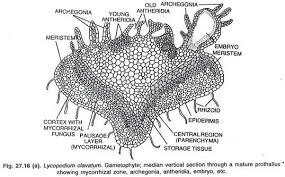 ARCHEGONIA
YOUNG
ANTHERIDIA
OLD
ANTHERIDIA
ARCHEGONIA
MERISTEM
EMBRYO
MERISTEM
RHIZOID
EPIDERMIS
CORTEX WITH
MYCORRHIZAL
FUNGUS
PALISADE
LAYER
(MYCORRHIZAL)
CENTRAL REGION
(PARENCHYMA)
STORAGE TISSUE
Fig. 27.16 (a). Lycopodium clavatum. Gametophyte; median vertical section through a mature prothallus
showing mycorrhizal zone, archegonia, antheridia, embryo, etc.